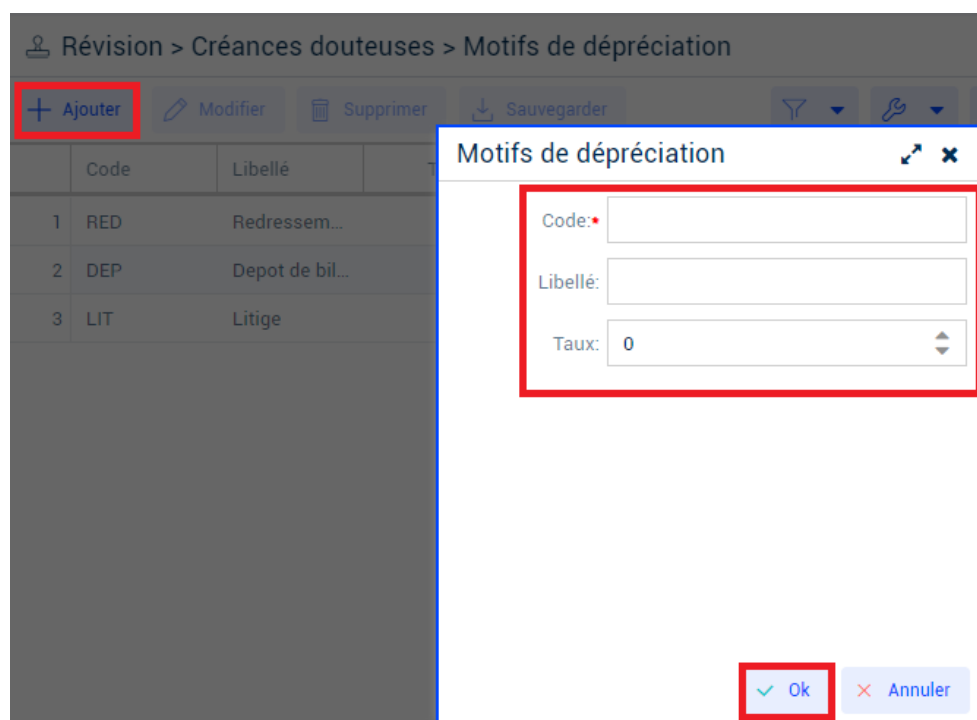 Révision > Créances douteuses > Motifs de dépréciation
Ajouter Modifier Supprimer Sauvegarder
Motifs de dépréciation
Code Libellé T
1 RED Redressem...
2 DEP Depot de bil...
3 LIT Litige
Code:
Libellé:
Taux: 0
Ok Annuler